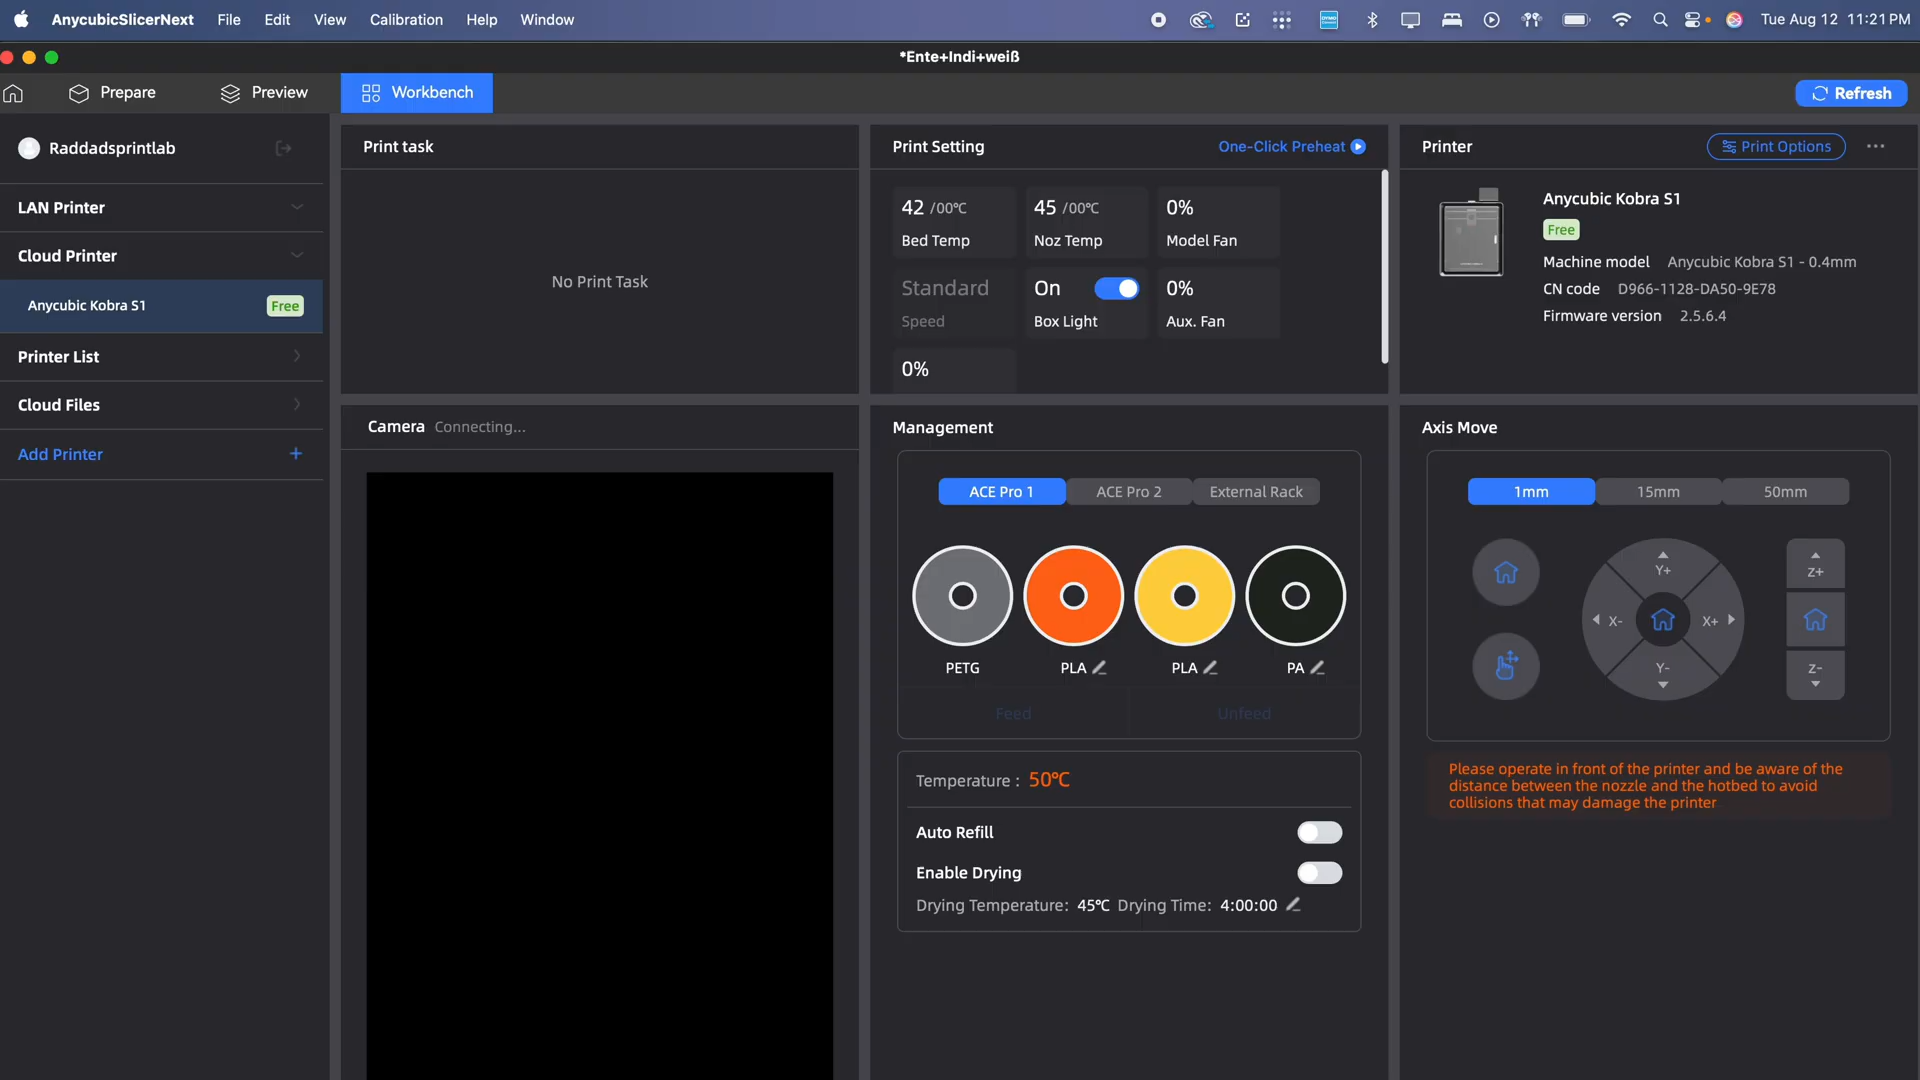 AnycubicSlicerNext File Edit View Calibration Help Window Tue Aug 12 11:21 PM
*Ente+Indi+weiß
Prepare Preview Workbench Refresh
Raddadsprintlab
LAN Printer
Cloud Printer
Anycubic Kobra S1 Free
Printer List
Cloud Files
Add Printer +
Print task
No Print Task
Print Setting One-Click Preheat
42 /00℃ 45 /00℃ 0%
Bed Temp Noz Temp Model Fan
Standard On 0%
Speed Box Light Aux. Fan
0%
Printer Print Options ...
Anycubic Kobra S1
Free
Machine model Anycubic Kobra S1 - 0.4mm
CN code D966-1128-DA50-9E78
Firmware version 2.5.6.4
Camera Connecting...
Management
ACE Pro 1 ACE Pro 2 External Rack
PETG PLA PLA PA
Feed Unfeed
Temperature : 50℃
Auto Refill
Enable Drying
Drying Temperature: 45℃ Drying Time: 4:00:00
Axis Move
1mm 15mm 50mm
Y+ Z+
X- X+
Y- Z-
Please operate in front of the printer and be aware of the
distance between the nozzle and the hotbed to avoid
collisions that may damage the printer